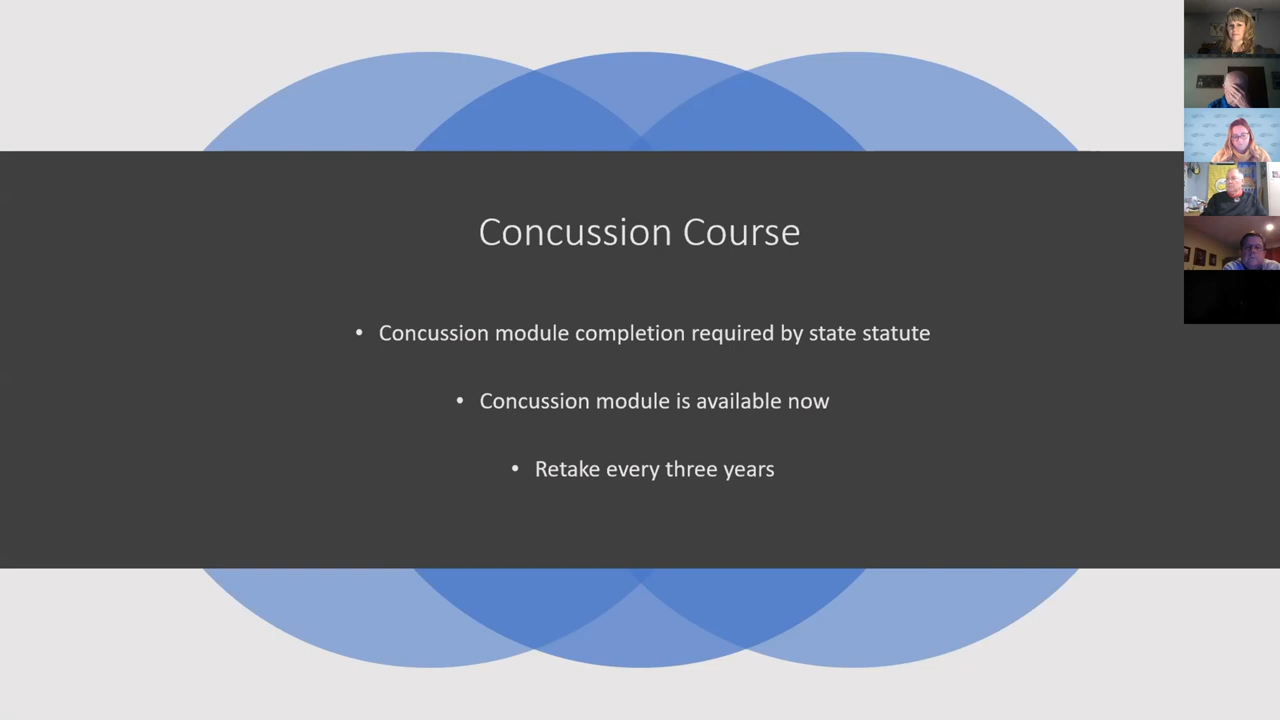 Concussion Course
• Concussion module completion required by state statute
• Concussion module is available now
• Retake every three years